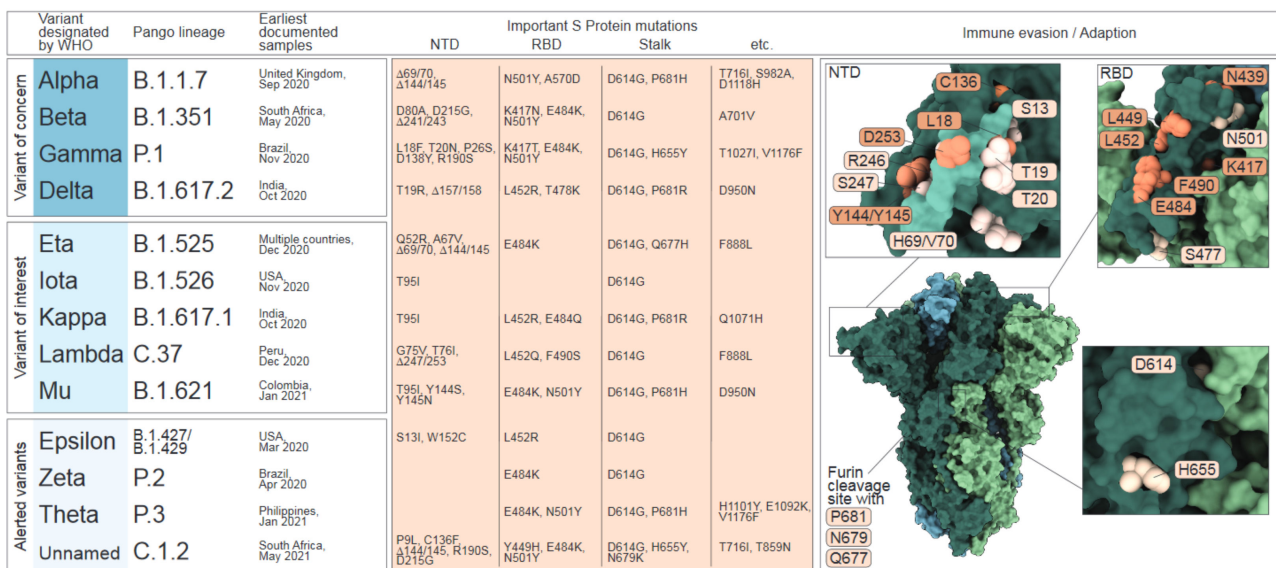 Variant designated by WHO
Pango lineage
Earliest documented samples
Important S Protein mutations
NTD
RBD
Stalk
etc.
Immune evasion / Adaption
Variant of concern
Alpha
B.1.1.7
United Kingdom,
Sep 2020
Δ69/70,
Δ144/145
N501Y, A570D
D614G, P681H
T716I, S982A,
D1118H
Beta
B.1.351
South Africa,
May 2020
D80A, D215G,
Δ241/243
K417N, E484K,
N501Y
D614G
A701V
Gamma
P.1
Brazil,
Nov 2020
L18F, T20N, P26S,
D138Y, R190S
K417T, E484K,
N501Y
D614G, H655Y
T1027I, V1176F
Delta
B.1.617.2
India,
Oct 2020
T19R, Δ157/158
L452R, T478K
D614G, P681R
D950N
Variant of interest
Eta
B.1.525
Multiple countries,
Dec 2020
Q52R, A67V,
Δ69/70, Δ144/145
E484K
D614G, Q677H
F888L
Iota
B.1.526
USA,
Nov 2020
T95I
D614G
Kappa
B.1.617.1
India,
Oct 2020
T95I
L452R, E484Q
D614G, P681R
Q1071H
Lambda
C.37
Peru,
Dec 2020
G75V, T76I,
Δ247/253
L452Q, F490S
D614G
F888L
Mu
B.1.621
Colombia,
Jan 2021
T95I, Y144S,
Y145N
E484K, N501Y
D614G, P681H
D950N
Alerted variants
Epsilon
B.1.427/
B.1.429
USA,
Mar 2020
S13I, W152C
L452R
D614G
Zeta
P.2
Brazil,
Apr 2020
E484K
D614G
Theta
P.3
Philippines,
Jan 2021
E484K, N501Y
D614G, P681H
H1101Y, E1092K,
V1176F
Unnamed
C.1.2
South Africa,
May 2021
P9L, C136F,
Δ144/145, R190S,
D215G
Y449H, E484K,
N501Y
D614G, H655Y,
N679K
T716I, T859N
NTD
C136
S13
L18
D253
R246
S247
T19
T20
Y144/Y145
H69/V70
RBD
N439
L449
L452
N501
K417
F490
E484
S477
D614
H655
Furin
cleavage
site with
P681
N679
Q677